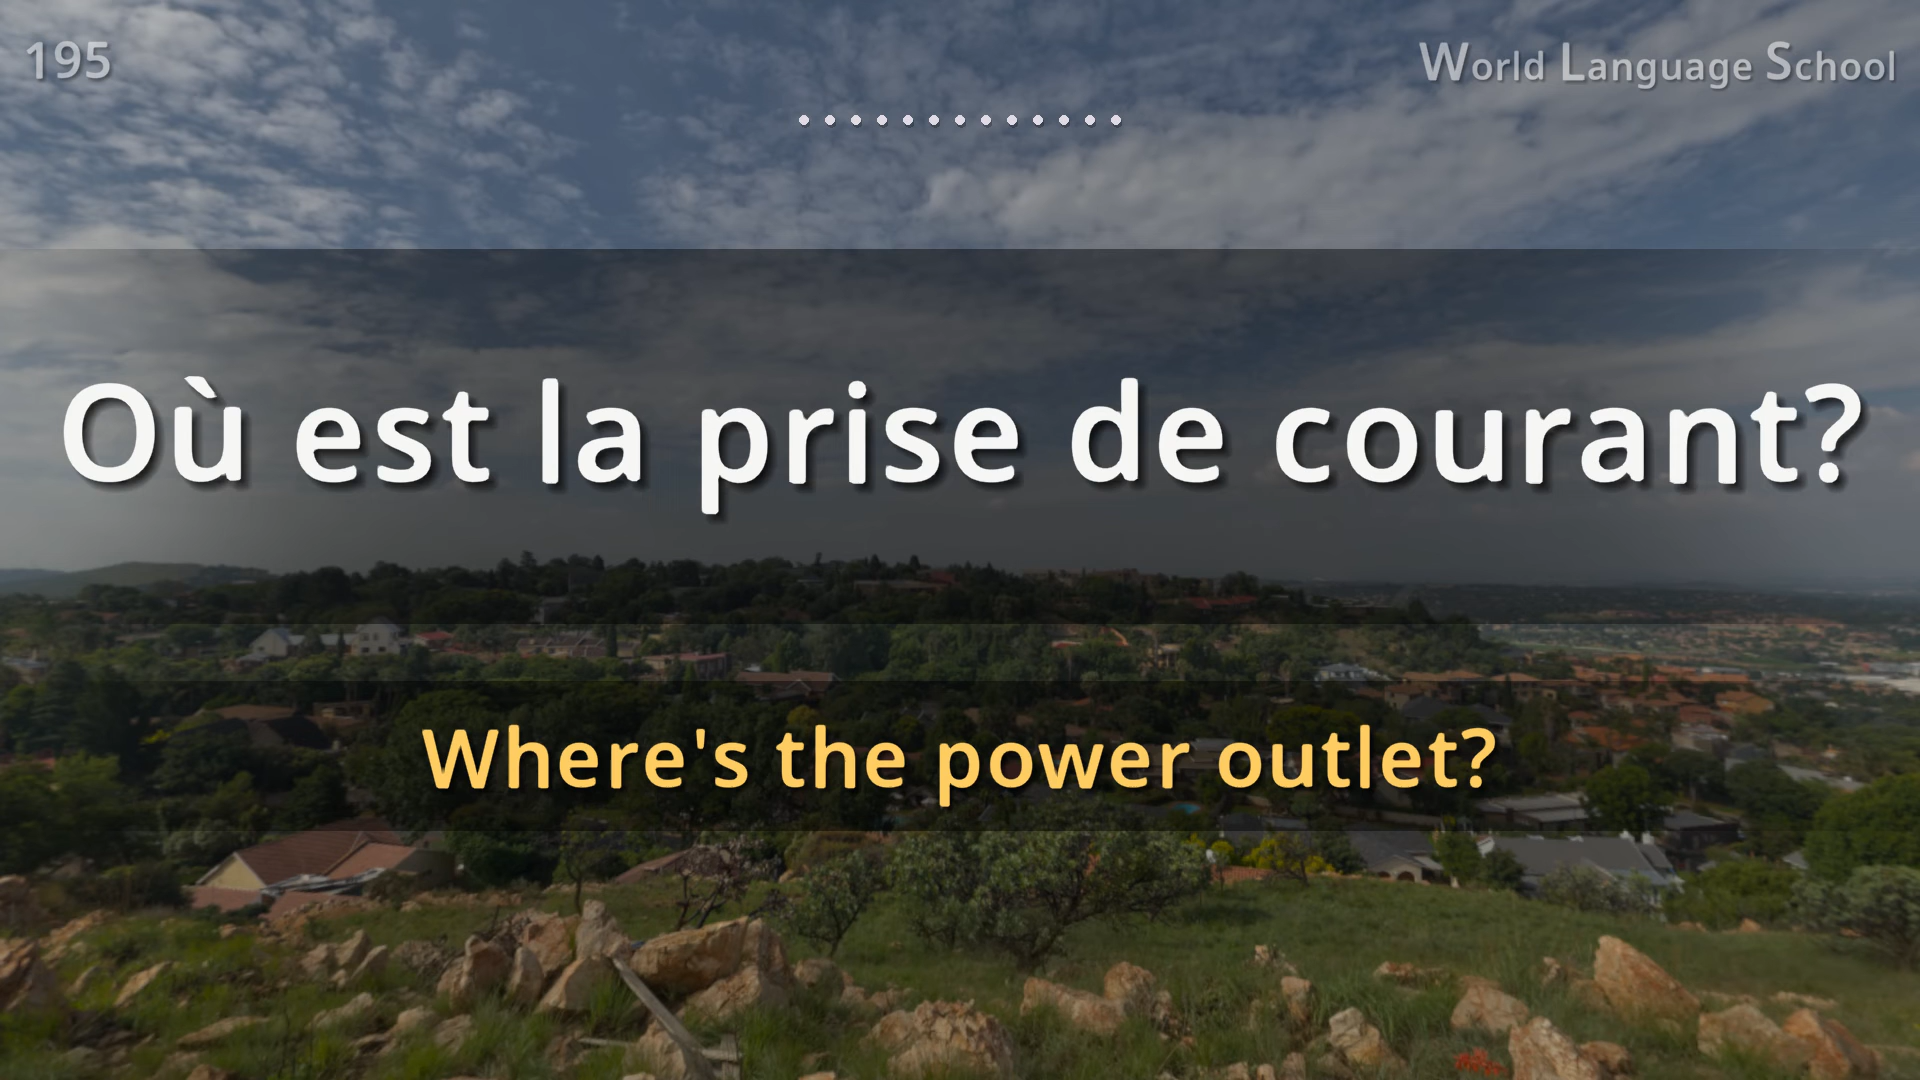 195
World Language School
Où est la prise de courant?
Where's the power outlet?